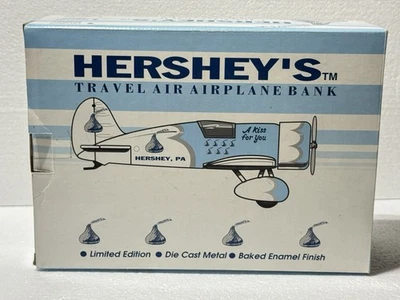 HERSHEY'S™
TRAVEL AIR AIRPLANE BANK
A Kiss
for You
HERSHEY, PA
● Limited Edition ● Die Cast Metal ● Baked Enamel Finish